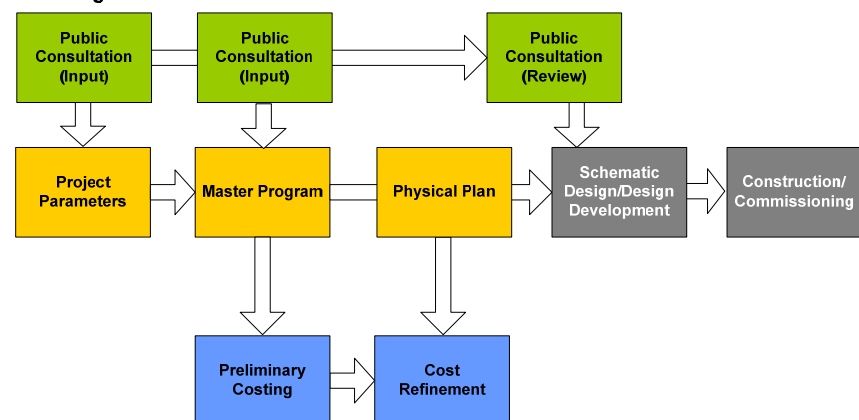 Public
Consultation
(Input)
Public
Consultation
(Input)
Public
Consultation
(Review)
Project
Parameters
Master Program
Physical Plan
Schematic
Design/Design
Development
Construction/
Commissioning
Preliminary
Costing
Cost
Refinement